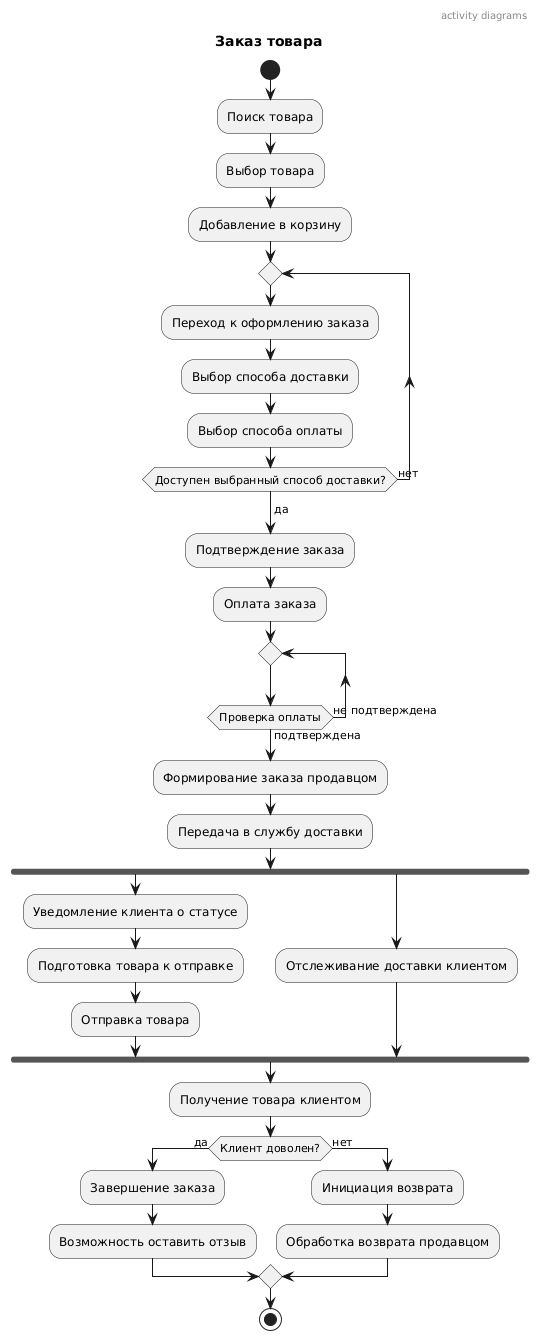 activity diagrams
Заказ товара
Поиск товара
Выбор товара
Добавление в корзину
Переход к оформлению заказа
Выбор способа доставки
Выбор способа оплаты
Доступен выбранный способ доставки?
нет
да
Подтверждение заказа
Оплата заказа
Проверка оплаты
не подтверждена
подтверждена
Формирование заказа продавцом
Передача в службу доставки
Уведомление клиента о статусе
Подготовка товара к отправке
Отслеживание доставки клиентом
Отправка товара
Получение товара клиентом
да
Клиент доволен?
нет
Завершение заказа
Инициация возврата
Возможность оставить отзыв
Обработка возврата продавцом